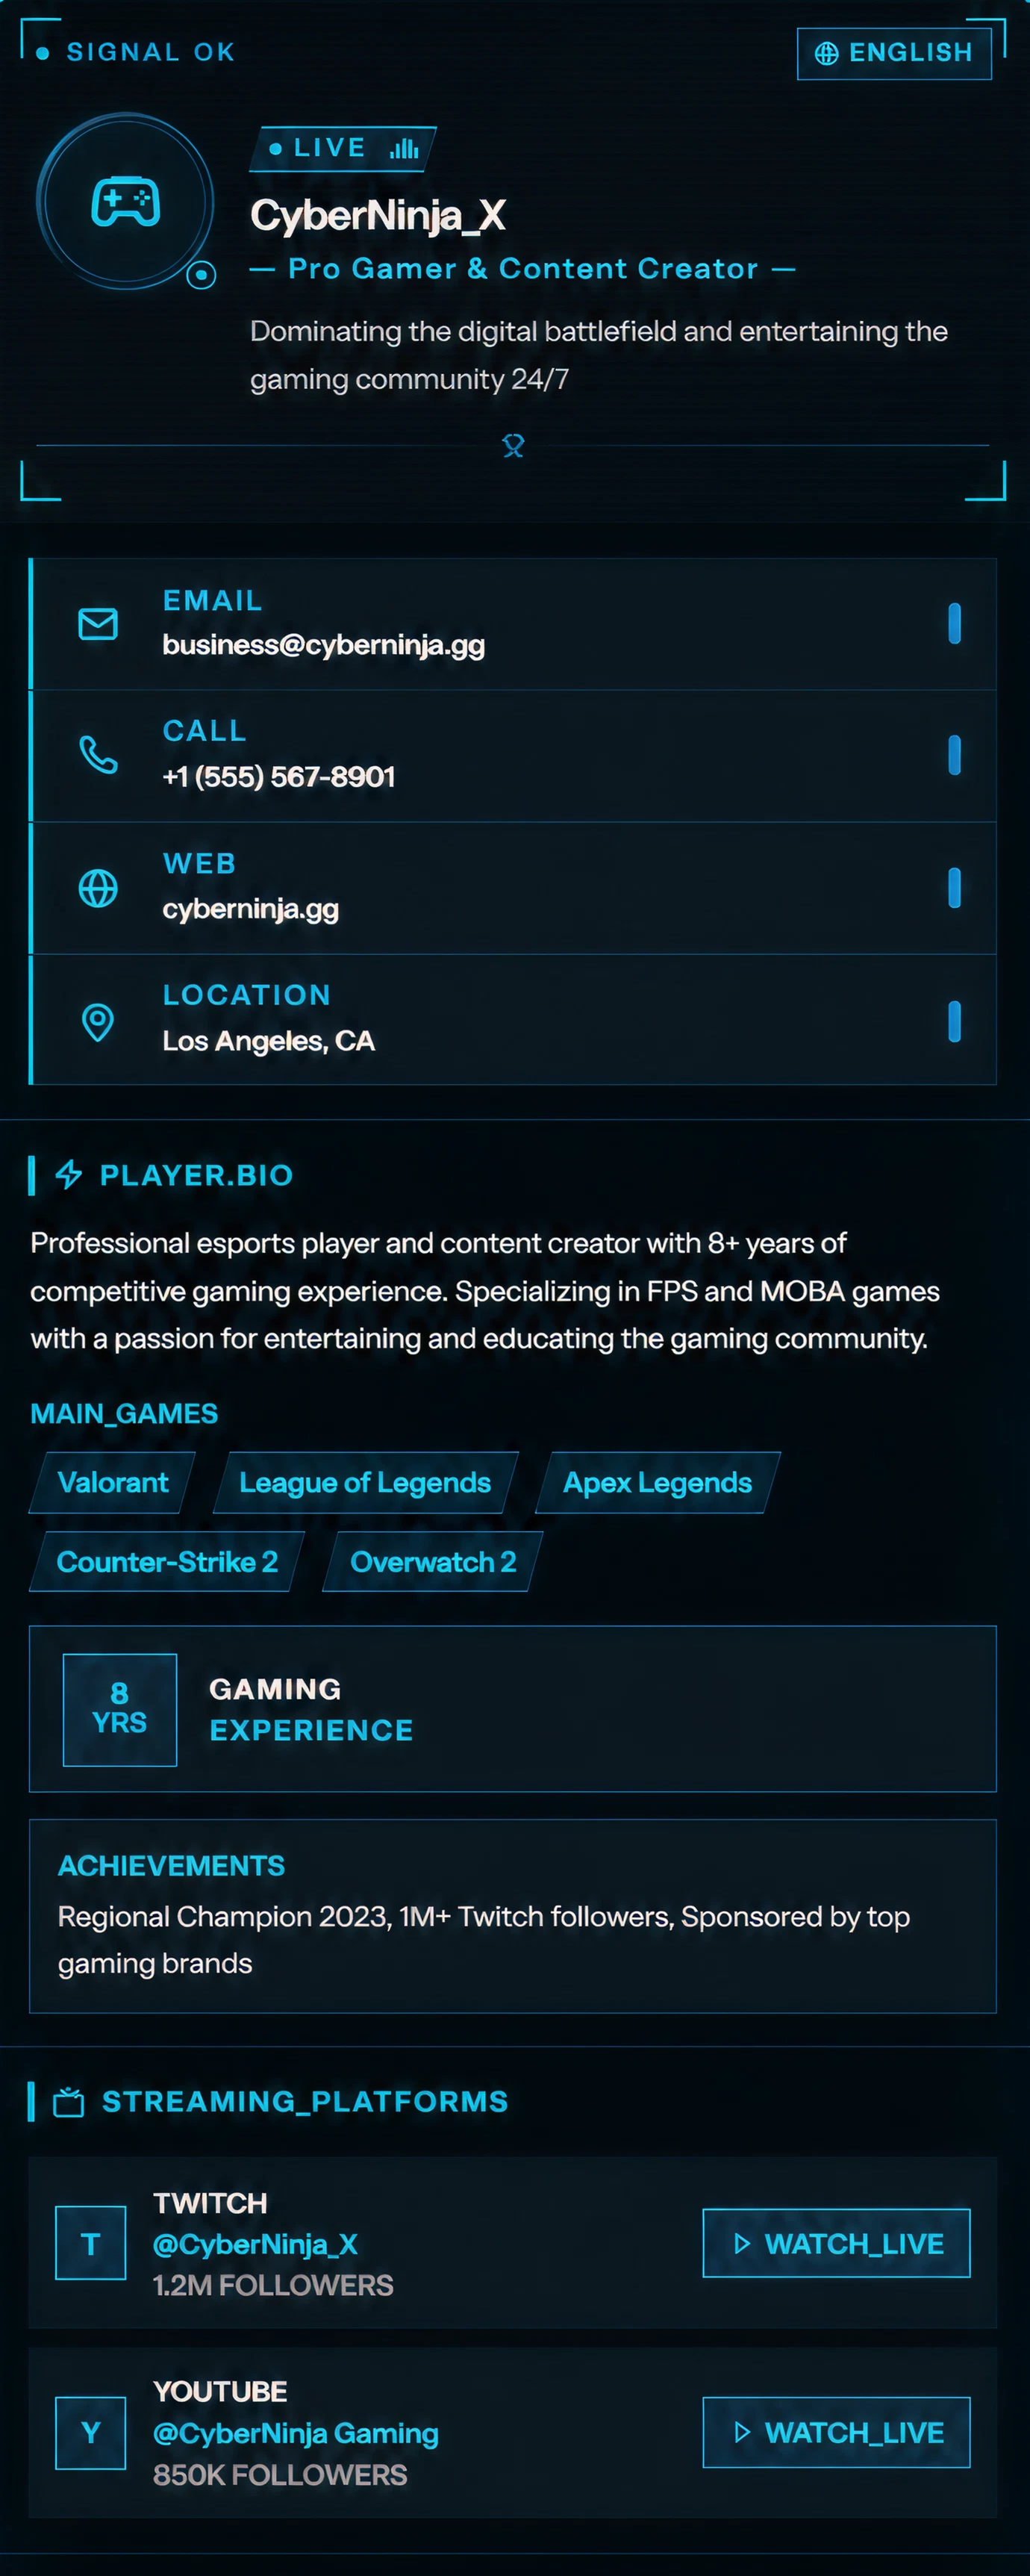 SIGNAL OK
ENGLISH
LIVE
CyberNinja_X
— Pro Gamer & Content Creator —
Dominating the digital battlefield and entertaining the
gaming community 24/7
EMAIL
business@cyberninja.gg
CALL
+1 (555) 567-8901
WEB
cyberninja.gg
LOCATION
Los Angeles, CA
PLAYER.BIO
Professional esports player and content creator with 8+ years of
competitive gaming experience. Specializing in FPS and MOBA games
with a passion for entertaining and educating the gaming community.
MAIN_GAMES
Valorant
League of Legends
Apex Legends
Counter-Strike 2
Overwatch 2
8
YRS
GAMING
EXPERIENCE
ACHIEVEMENTS
Regional Champion 2023, 1M+ Twitch followers, Sponsored by top
gaming brands
STREAMING_PLATFORMS
T
TWITCH
@CyberNinja_X
1.2M FOLLOWERS
WATCH_LIVE
Y
YOUTUBE
@CyberNinja Gaming
850K FOLLOWERS
WATCH_LIVE